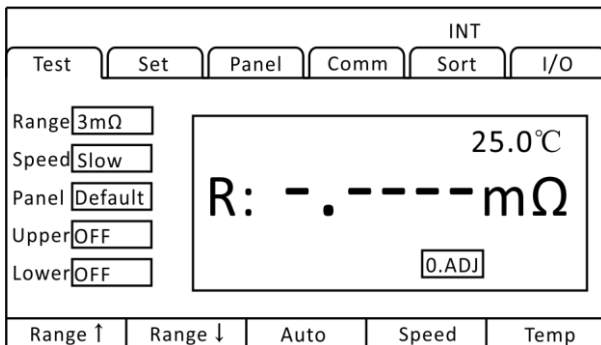 INT
Test Set Panel Comm Sort I/O
Range 3mΩ
Speed Slow
Panel Default
Upper OFF
Lower OFF
25.0℃
R: -.----mΩ
0.ADJ
Range↑ Range↓ Auto Speed Temp